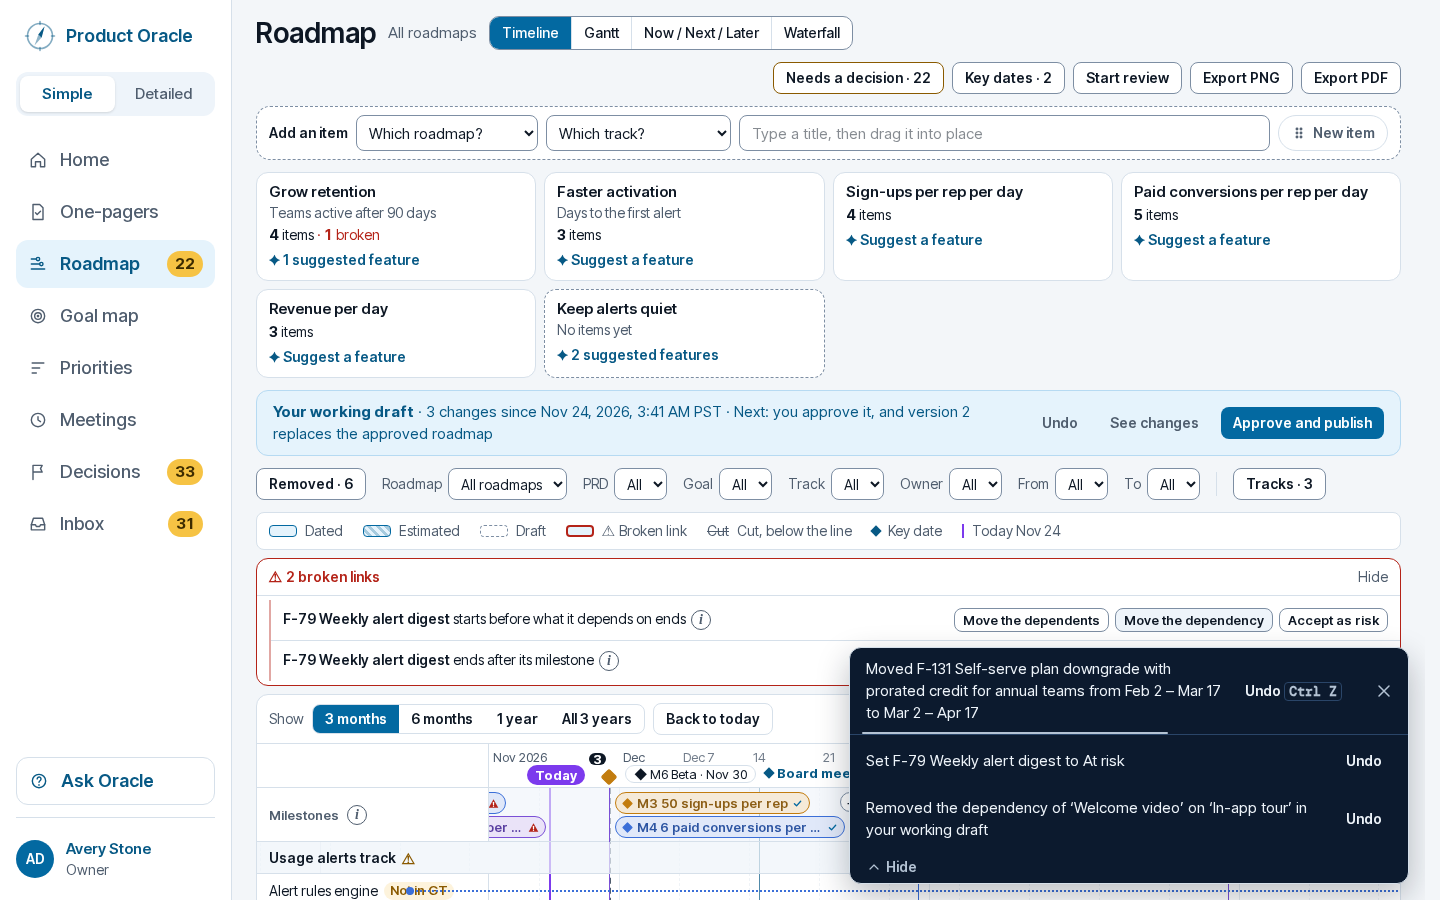 Product Oracle
Simple
Detailed
Home
One-pagers
Roadmap
22
Goal map
Priorities
Meetings
Decisions
33
Inbox
31
Ask Oracle
AD
Avery Stone
Owner
Roadmap
All roadmaps
Timeline
Gantt
Now / Next / Later
Waterfall
Needs a decision · 22
Key dates · 2
Start review
Export PNG
Export PDF
Add an item
Which roadmap?
Which track?
Type a title, then drag it into place
New item
Grow retention
Teams active after 90 days
4 items · 1 broken
1 suggested feature
Faster activation
Days to the first alert
3 items
Suggest a feature
Sign-ups per rep per day
4 items
Suggest a feature
Paid conversions per rep per day
5 items
Suggest a feature
Revenue per day
3 items
Suggest a feature
Keep alerts quiet
No items yet
2 suggested features
Your working draft · 3 changes since Nov 24, 2026, 3:41 AM PST · Next: you approve it, and version 2
replaces the approved roadmap
Undo
See changes
Approve and publish
Removed · 6
Roadmap
All roadmaps
PRD
All
Goal
All
Track
All
Owner
All
From
All
To
All
Tracks · 3
Dated
Estimated
Draft
⚠ Broken link
Cut
Cut, below the line
Key date
Today Nov 24
⚠ 2 broken links
Hide
F-79 Weekly alert digest starts before what it depends on ends
i
Move the dependents
Move the dependency
Accept as risk
F-79 Weekly alert digest ends after its milestone
i
Show
3 months
6 months
1 year
All 3 years
Back to today
Nov 2026
3
Dec
Dec 7
14
21
Today
M6 Beta · Nov 30
Board mee
Milestones
i
M3 50 sign-ups per rep
per ...
M4 6 paid conversions per ...
Usage alerts track
Alert rules engine
Moved F-131 Self-serve plan downgrade with
prorated credit for annual teams from Feb 2 – Mar 17
to Mar 2 – Apr 17
Undo
Ctrl Z
Set F-79 Weekly alert digest to At risk
Undo
Removed the dependency of ‘Welcome video’ on ‘In-app tour’ in
your working draft
Undo
Hide